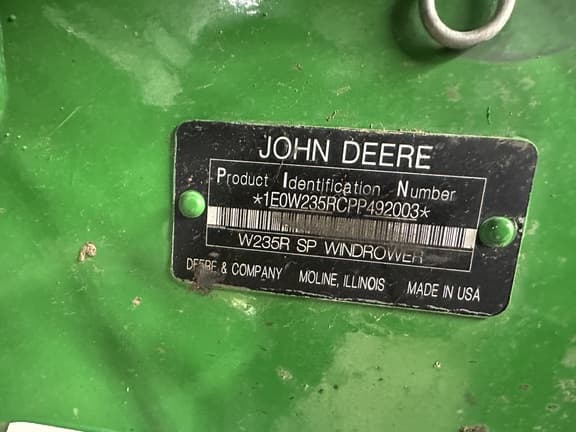 JOHN DEERE
Product Identification Number
*1E0W235RCPP492003*
W235R SP WINDROWER
DEERE & COMPANY MOLINE, ILLINOIS MADE IN USA